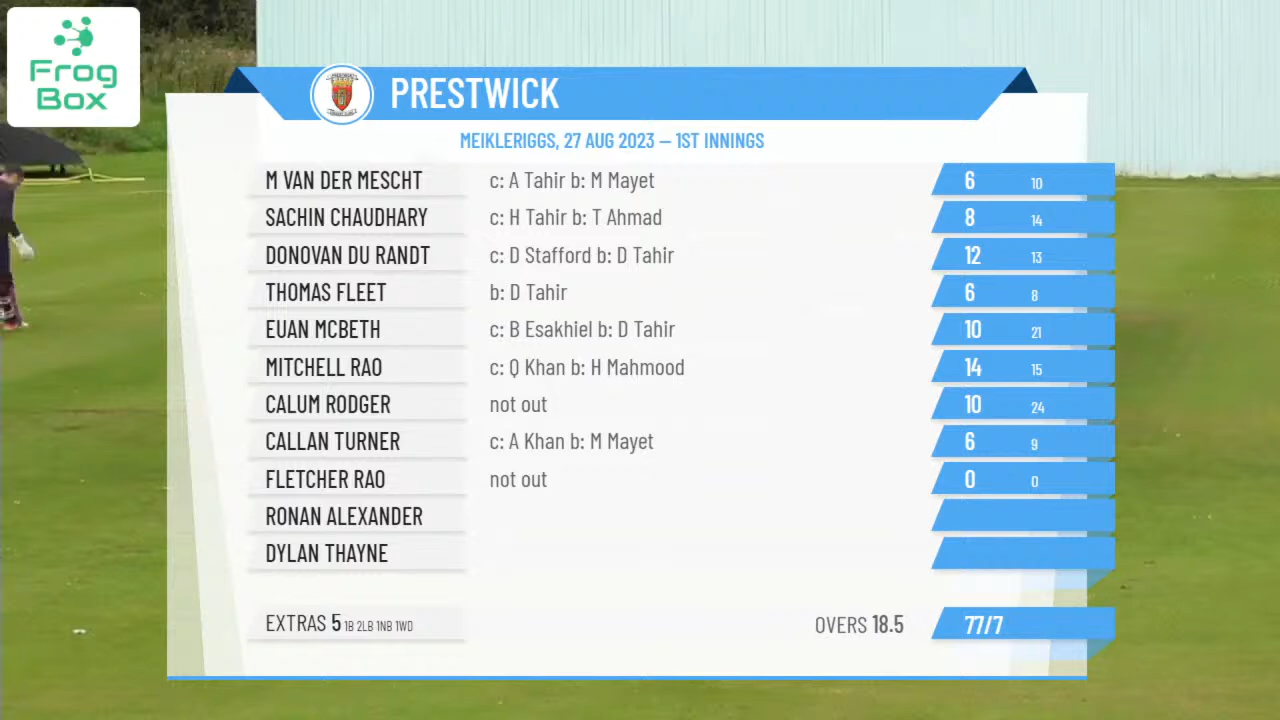 Frog
Box
PRESTWICK
MEIKLERIGGS, 27 AUG 2023 – 1ST INNINGS
M VAN DER MESCHT c: A Tahir b: M Mayet 6 10
SACHIN CHAUDHARY c: H Tahir b: T Ahmad 8 14
DONOVAN DU RANDT c: D Stafford b: D Tahir 12 13
THOMAS FLEET b: D Tahir 6 8
EUAN MCBETH c: B Esakhiel b: D Tahir 10 21
MITCHELL RAO c: Q Khan b: H Mahmood 14 15
CALUM RODGER not out 10 24
CALLAN TURNER c: A Khan b: M Mayet 6 9
FLETCHER RAO not out 0 0
RONAN ALEXANDER
DYLAN THAYNE
EXTRAS 5 1B 2LB 1NB 1WD OVERS 18.5 77/7